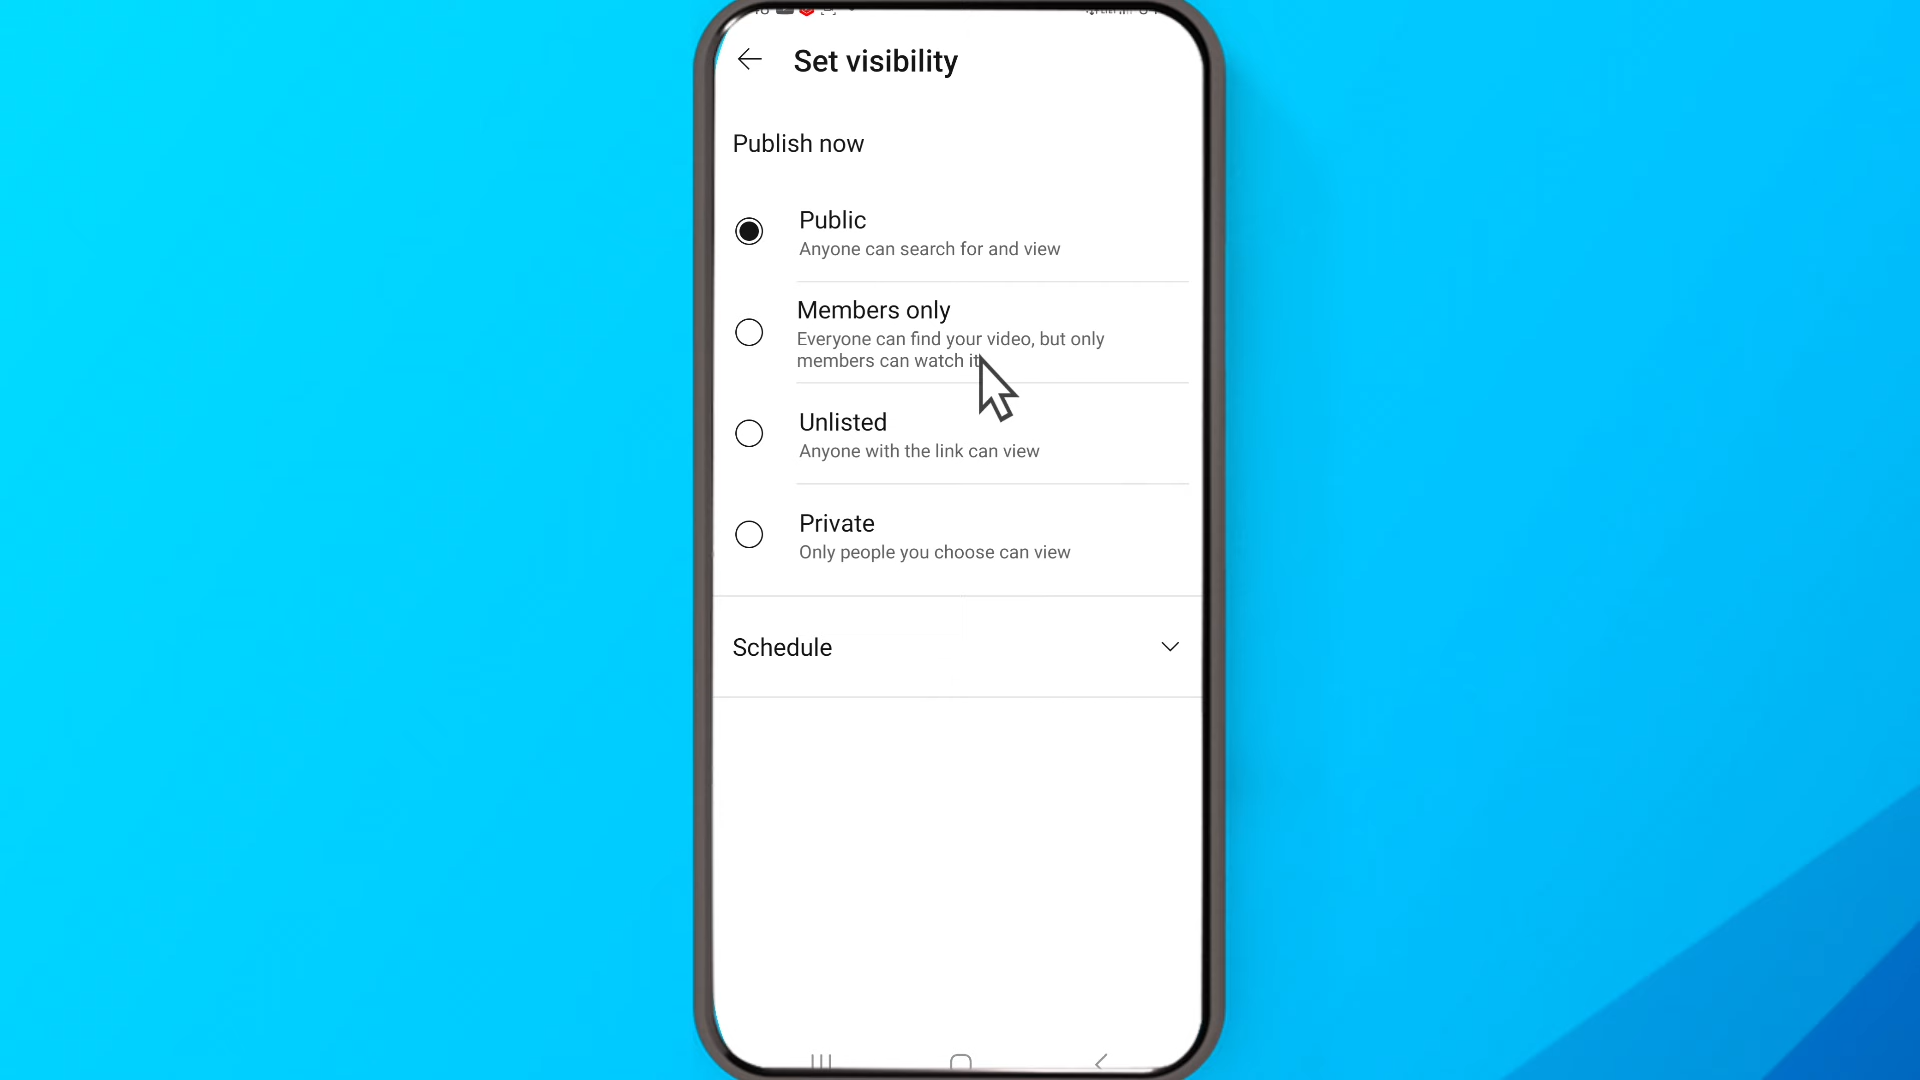 Set visibility
Publish now
Public
Anyone can search for and view
Members only
Everyone can find your video, but only
members can watch it
Unlisted
Anyone with the link can view
Private
Only people you choose can view
Schedule